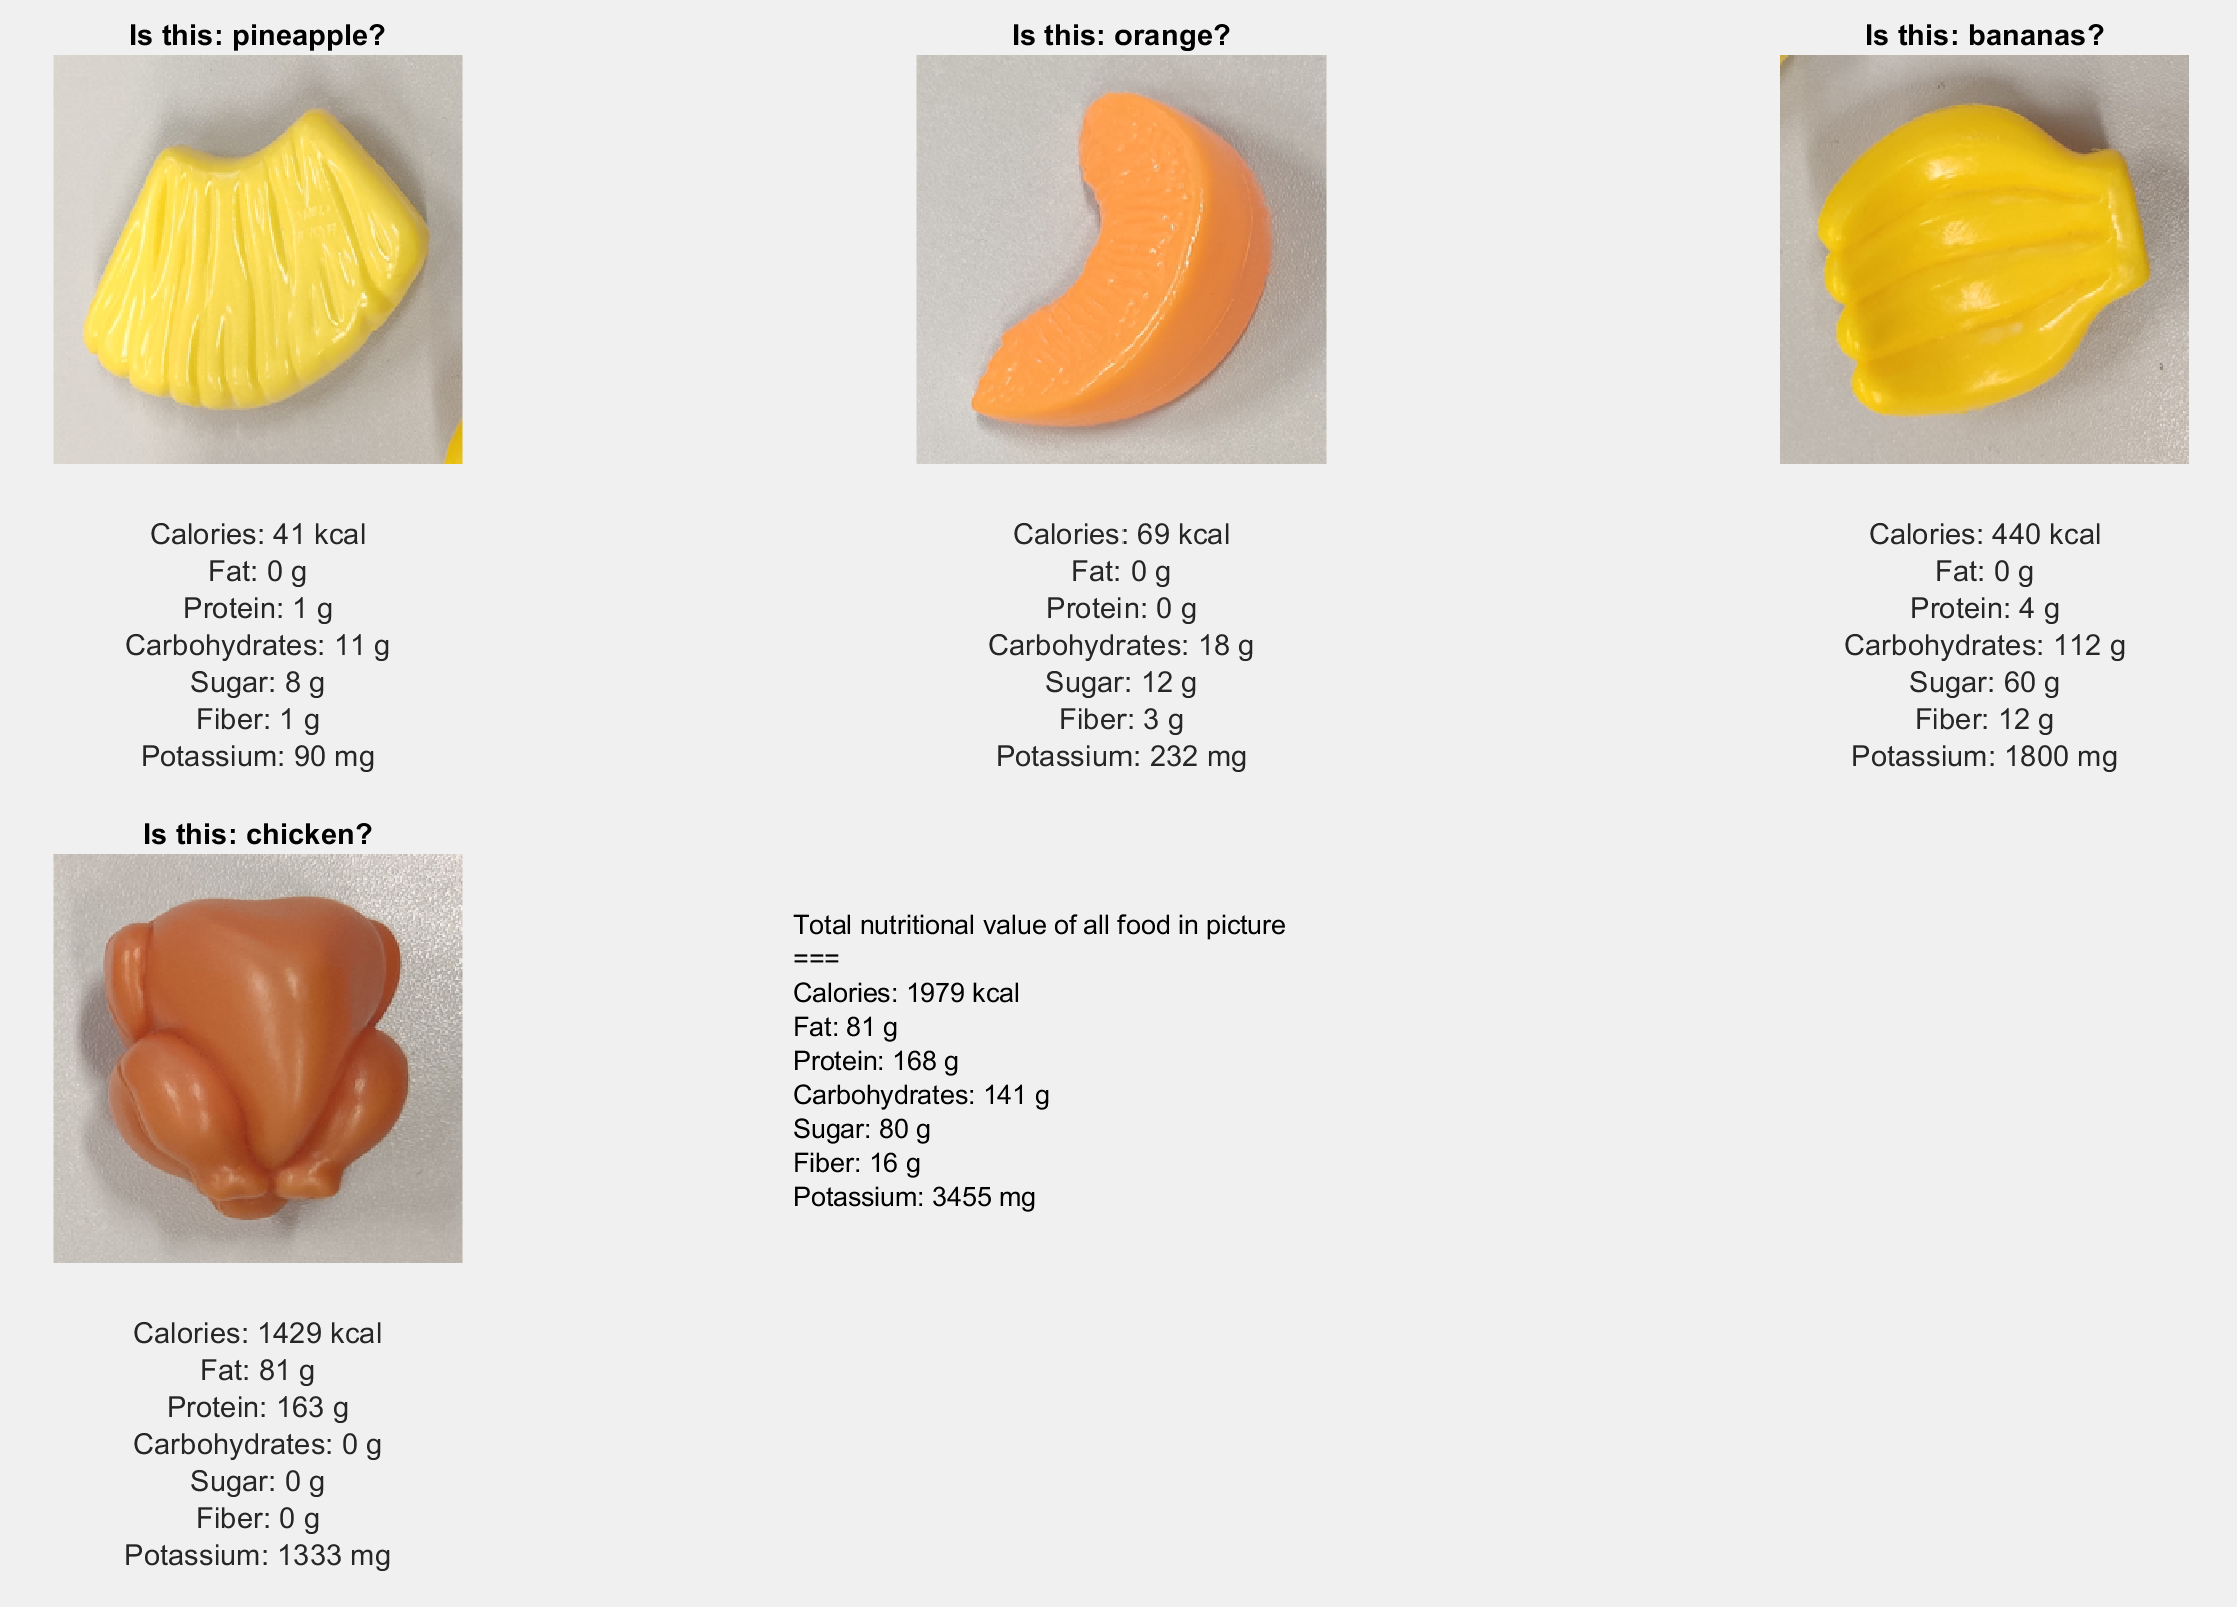 Is this: pineapple?
Calories: 41 kcal
Fat: 0 g
Protein: 1 g
Carbohydrates: 11 g
Sugar: 8 g
Fiber: 1 g
Potassium: 90 mg
Is this: orange?
Calories: 69 kcal
Fat: 0 g
Protein: 0 g
Carbohydrates: 18 g
Sugar: 12 g
Fiber: 3 g
Potassium: 232 mg
Is this: bananas?
Calories: 440 kcal
Fat: 0 g
Protein: 4 g
Carbohydrates: 112 g
Sugar: 60 g
Fiber: 12 g
Potassium: 1800 mg
Is this: chicken?
Calories: 1429 kcal
Fat: 81 g
Protein: 163 g
Carbohydrates: 0 g
Sugar: 0 g
Fiber: 0 g
Potassium: 1333 mg
Total nutritional value of all food in picture
===
Calories: 1979 kcal
Fat: 81 g
Protein: 168 g
Carbohydrates: 141 g
Sugar: 80 g
Fiber: 16 g
Potassium: 3455 mg